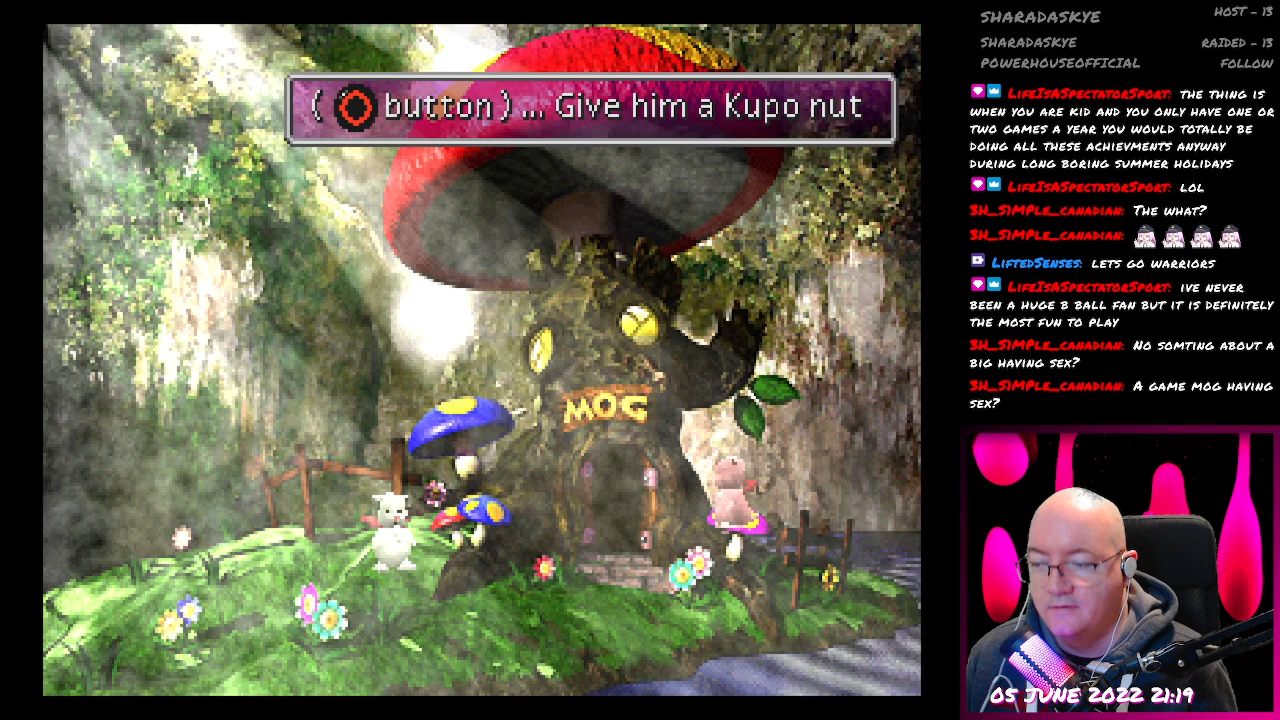 ( O button ) ... Give him a Kupo nut
MOG
SHARADASKYE HOST - 13
SHARADASKYE RAIDED - 13
POWERHOUSEOFFICIAL FOLLOW
LIFEISASPECTATORSPORT: THE THING IS
WHEN YOU ARE KID AND YOU ONLY HAVE ONE OR
TWO GAMES A YEAR YOU WOULD TOTALLY BE
DOING ALL THESE ACHIEVMENTS ANYWAY
DURING LONG BORING SUMMER HOLIDAYS
LIFEISASPECTATORSPORT: LOL
3H_S1MPLE_CANADIAN: THE WHAT?
3H_S1MPLE_CANADIAN:
LIFTEDSENSES: LETS GO WARRIORS
LIFEISASPECTATORSPORT: IVE NEVER
BEEN A HUGE B BALL FAN BUT IT IS DEFINITELY
THE MOST FUN TO PLAY
3H_S1MPLE_CANADIAN: NO SOMTING ABOUT A
BIG HAVING SEX?
3H_S1MPLE_CANADIAN: A GAME MOG HAVING
SEX?
05 JUNE 2022 21:19